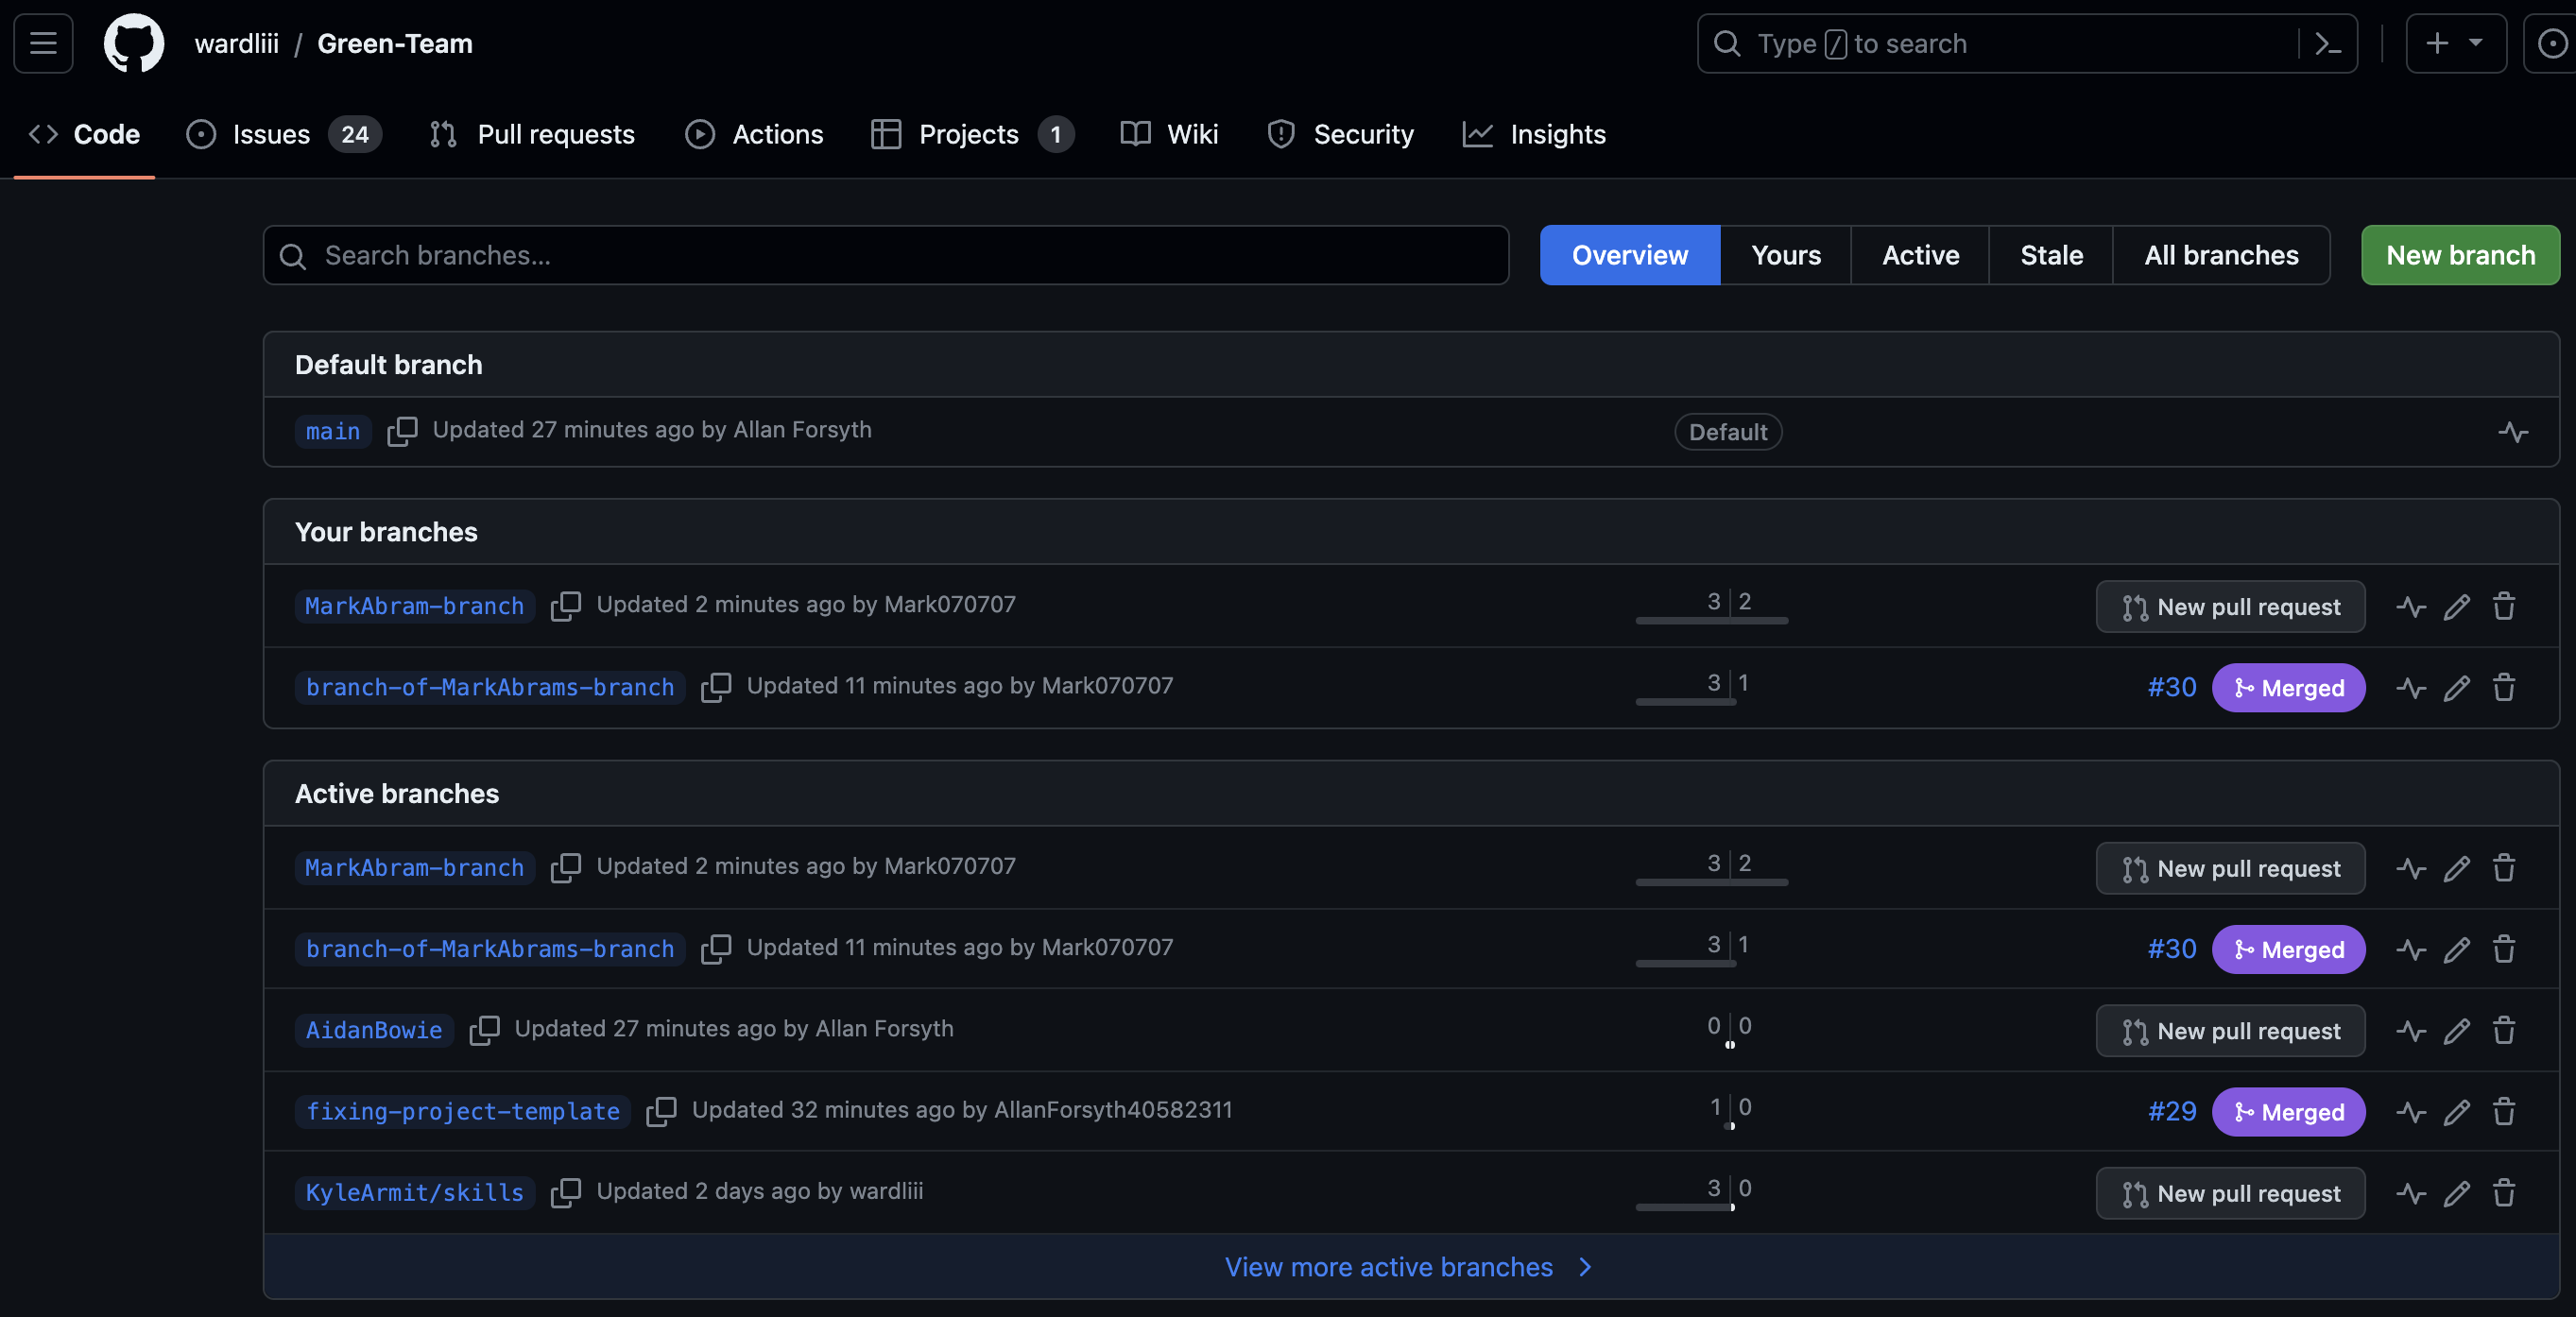 wardliii / Green-Team
Type / to search
Code Issues 24 Pull requests Actions Projects 1 Wiki Security Insights
Search branches...
Overview Yours Active Stale All branches New branch
Default branch
main Updated 27 minutes ago by Allan Forsyth Default
Your branches
MarkAbram-branch Updated 2 minutes ago by Mark070707 3 2 New pull request
branch-of-MarkAbrams-branch Updated 11 minutes ago by Mark070707 3 1 #30 Merged
Active branches
MarkAbram-branch Updated 2 minutes ago by Mark070707 3 2 New pull request
branch-of-MarkAbrams-branch Updated 11 minutes ago by Mark070707 3 1 #30 Merged
AidanBowie Updated 27 minutes ago by Allan Forsyth 0 0 New pull request
fixing-project-template Updated 32 minutes ago by AllanForsyth40582311 1 0 #29 Merged
KyleArmit/skills Updated 2 days ago by wardliii 3 0 New pull request
View more active branches